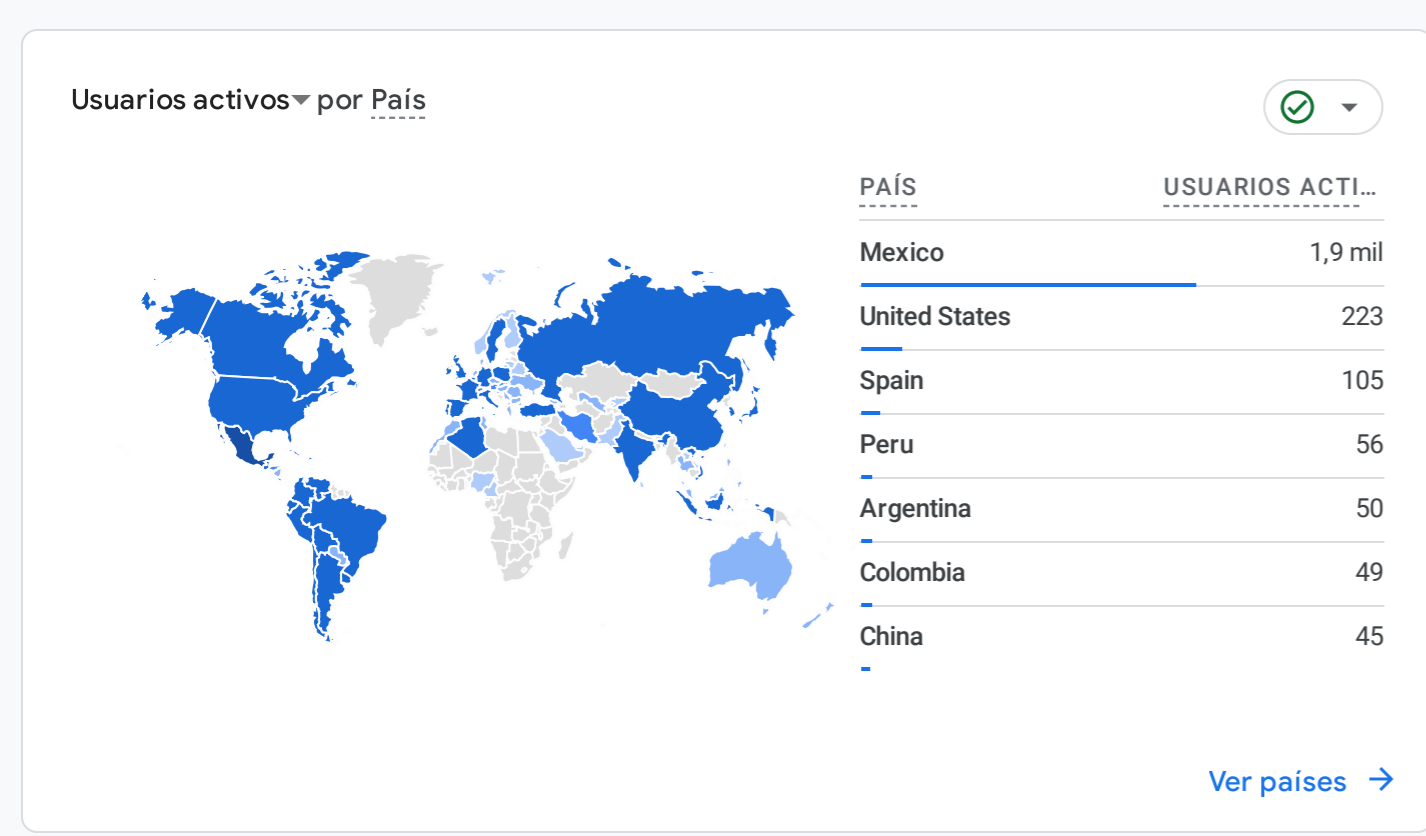 Usuarios activos por País
PAÍS USUARIOS ACTI...
Mexico 1,9 mil
United States 223
Spain 105
Peru 56
Argentina 50
Colombia 49
China 45
Ver países